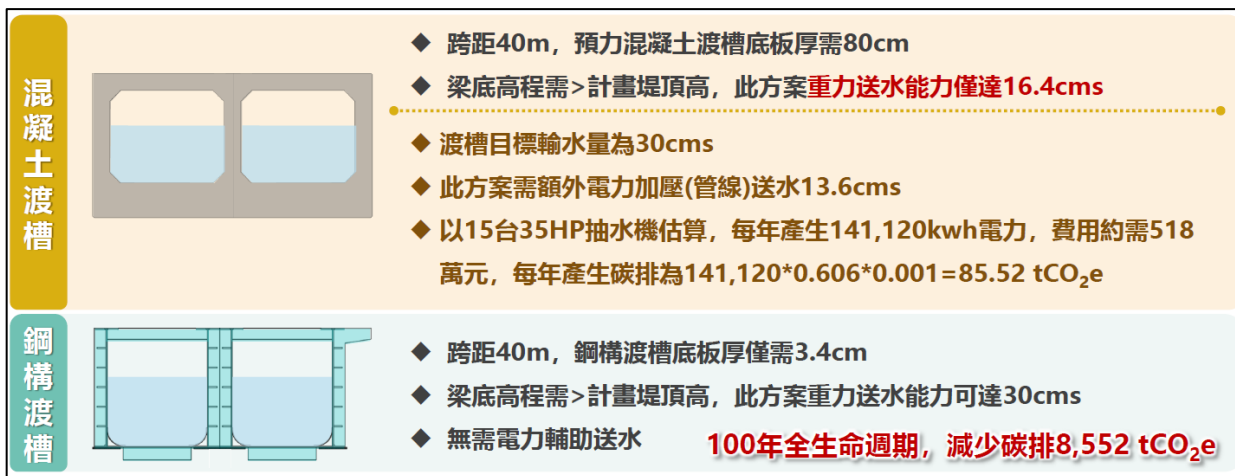 混凝土渡槽
◆ 跨距40m，預力混凝土渡槽底板厚需80cm
◆ 梁底高程需>計畫堤頂高，此方案重力送水能力僅達16.4cms
◆ 渡槽目標輸水量為30cms
◆ 此方案需額外電力加壓(管線)送水13.6cms
◆ 以15台35HP抽水機估算，每年產生141,120kwh電力，費用約需518
萬元，每年產生碳排為141,120*0.606*0.001=85.52 tCO₂e
鋼構渡槽
◆ 跨距40m，鋼構渡槽底板厚僅需3.4cm
◆ 梁底高程需>計畫堤頂高，此方案重力送水能力可達30cms
◆ 無需電力輔助送水
100年全生命週期，減少碳排8,552 tCO₂e